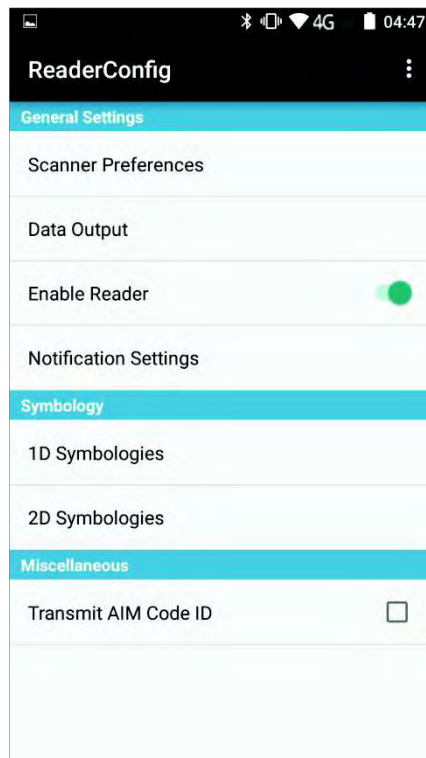 4G 04:47
ReaderConfig
General Settings
Scanner Preferences
Data Output
Enable Reader
Notification Settings
Symbology
1D Symbologies
2D Symbologies
Miscellaneous
Transmit AIM Code ID